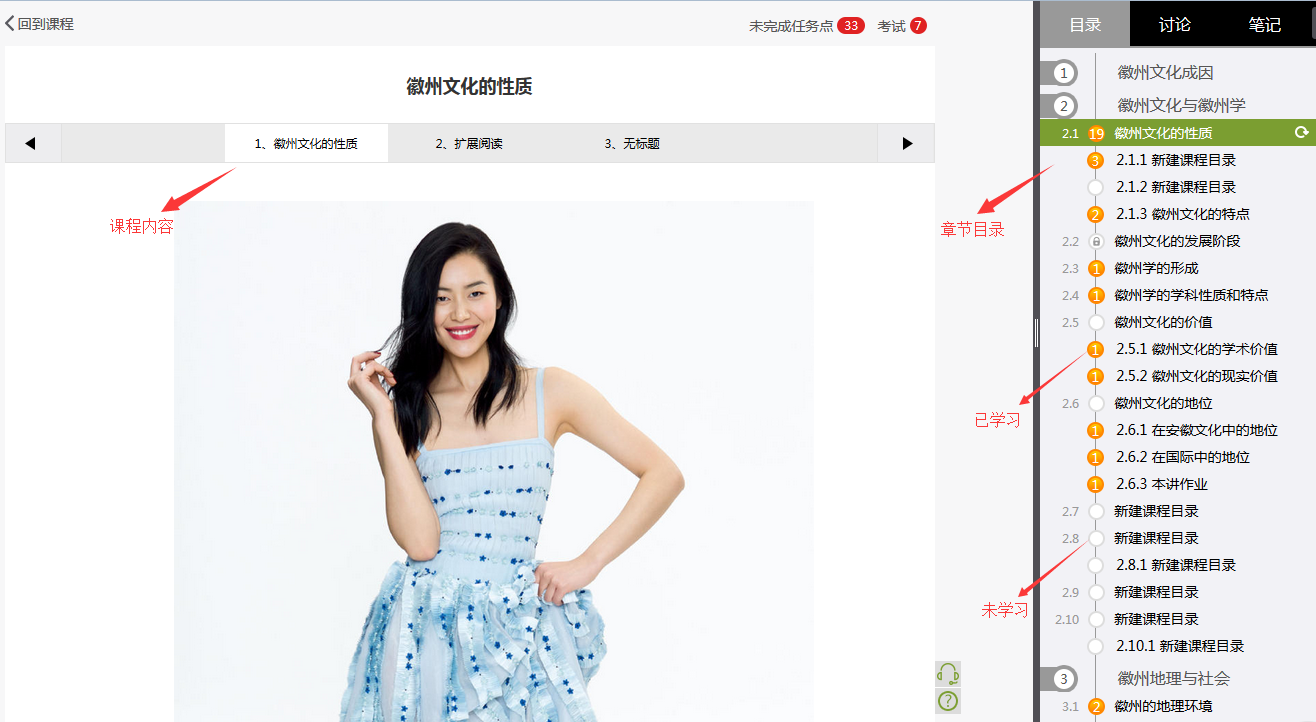 回到课程
未完成任务点 33 考试 7
徽州文化的性质
1、徽州文化的性质 2、扩展阅读 3、无标题
课程内容
章节目录
已学习
未学习
目录 讨论 笔记
1 徽州文化成因
2 徽州文化与徽州学
2.1 19 徽州文化的性质
3 2.1.1 新建课程目录
2.1.2 新建课程目录
2 2.1.3 徽州文化的特点
2.2 徽州文化的发展阶段
2.3 1 徽州学的形成
2.4 1 徽州学的学科性质和特点
2.5 徽州文化的价值
1 2.5.1 徽州文化的学术价值
1 2.5.2 徽州文化的现实价值
2.6 徽州文化的地位
1 2.6.1 在安徽文化中的地位
1 2.6.2 在国际中的地位
1 2.6.3 本讲作业
2.7 新建课程目录
2.8 新建课程目录
2.8.1 新建课程目录
2.9 新建课程目录
2.10 新建课程目录
2.10.1 新建课程目录
3 徽州地理与社会
3.1 2 徽州的地理环境
?